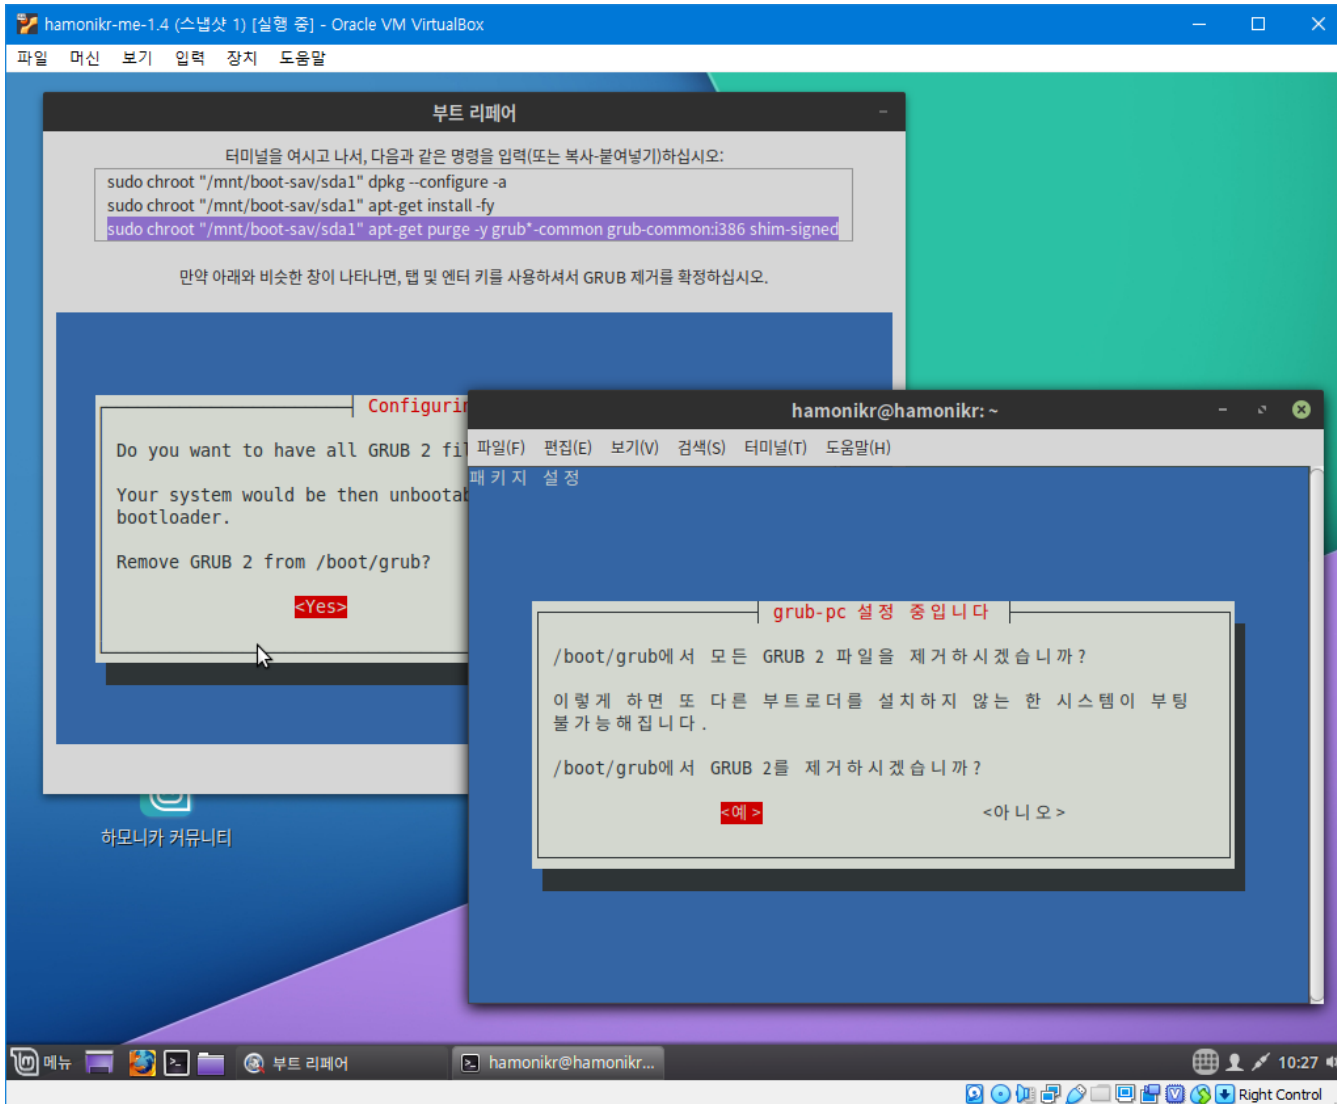 hamonikr-me-1.4 (스냅샷 1) [실행 중] - Oracle VM VirtualBox
파일 머신 보기 입력 장치 도움말
부트 리페어
터미널을 여시고 나서, 다음과 같은 명령을 입력(또는 복사-붙여넣기)하십시오:
sudo chroot "/mnt/boot-sav/sda1" dpkg --configure -a
sudo chroot "/mnt/boot-sav/sda1" apt-get install -fy
sudo chroot "/mnt/boot-sav/sda1" apt-get purge -y grub*-common grub-common:i386 shim-signed
만약 아래와 비슷한 창이 나타나면, 탭 및 엔터 키를 사용하셔서 GRUB 제거를 확정하십시오.
Configurin
Do you want to have all GRUB 2 fil
Your system would be then unbootab
bootloader.
Remove GRUB 2 from /boot/grub?
<Yes>
hamonikr@hamonikr: ~
파일(F) 편집(E) 보기(V) 검색(S) 터미널(T) 도움말(H)
패키지 설정
grub-pc 설정 중입니다
/boot/grub에서 모든 GRUB 2 파일을 제거하시겠습니까?
이렇게 하면 또 다른 부트로더를 설치하지 않는 한 시스템이 부팅
불가능해집니다.
/boot/grub에서 GRUB 2를 제거하시겠습니까?
<예> <아니오>
하모니카 커뮤니티
메뉴 부트 리페어 hamonikr@hamonikr... 10:27
Right Control